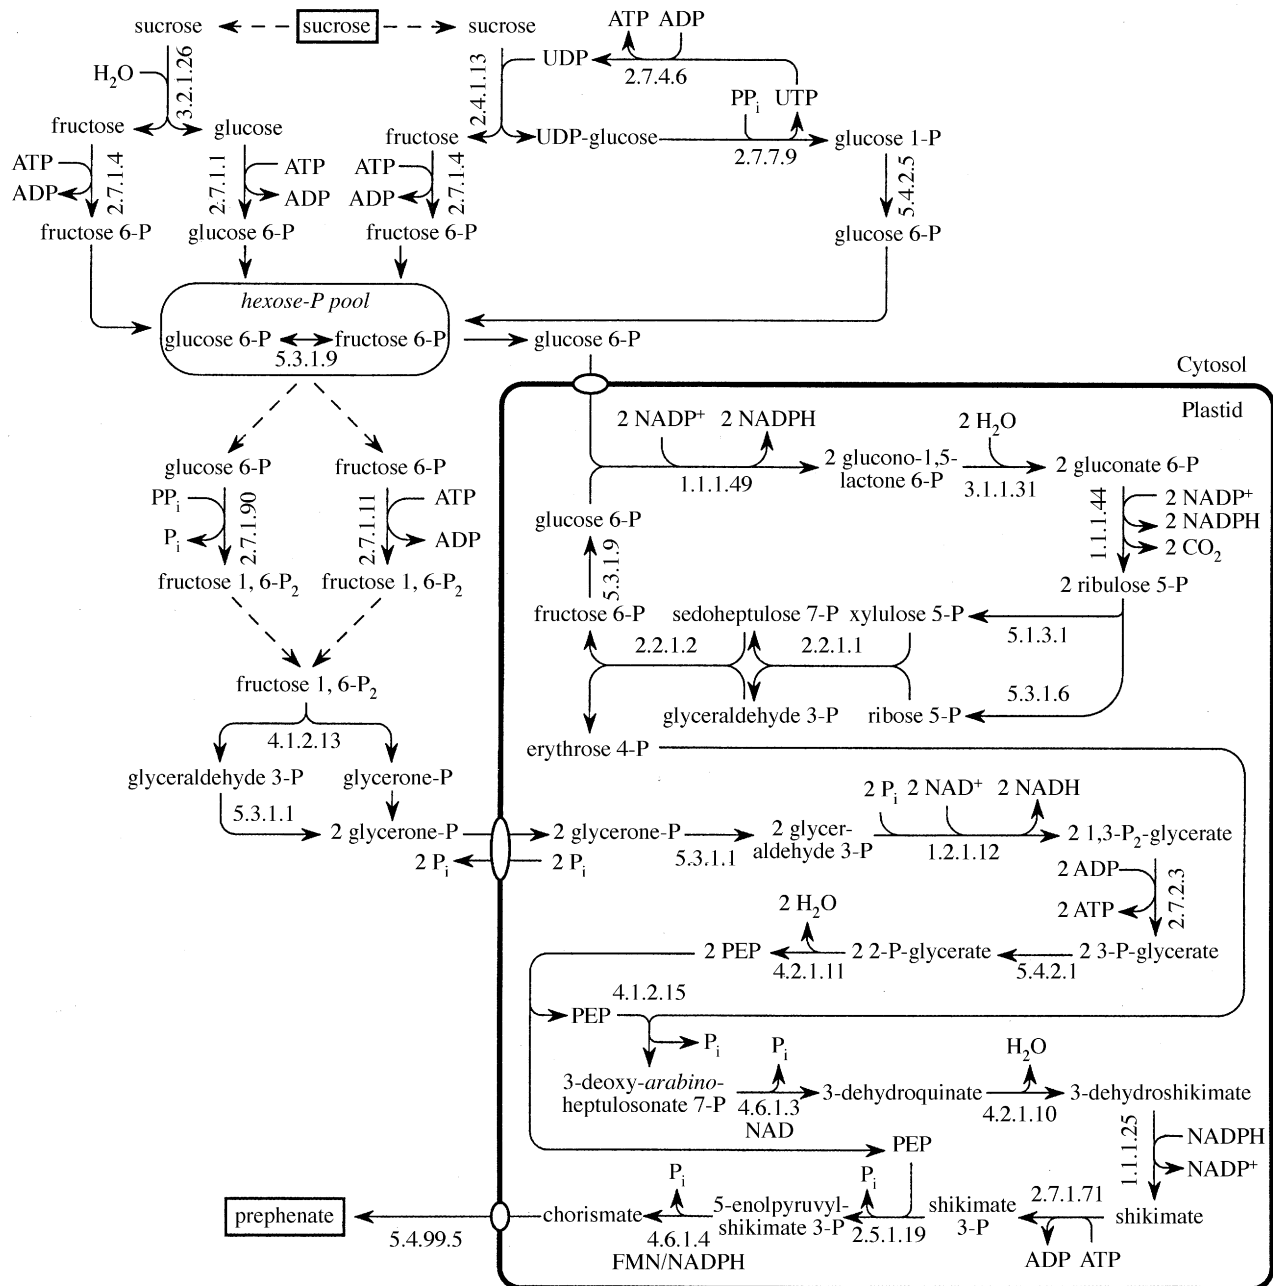 sucrose sucrose sucrose
ATP ADP
UDP
2.7.4.6
H₂O
3.2.1.26
2.4.1.13
PPᵢ UTP
fructose glucose
fructose UDP-glucose
2.7.7.9
glucose 1-P
ATP
ADP
2.7.1.4
2.7.1.1
ATP
ADP
ATP
ADP
2.7.1.4
5.4.2.5
fructose 6-P glucose 6-P fructose 6-P glucose 6-P
hexose-P pool
glucose 6-P fructose 6-P
5.3.1.9
glucose 6-P
Cytosol
Plastid
2 NADP⁺ 2 NADPH
1.1.1.49
2 glucono-1,5-
lactone 6-P
2 H₂O
3.1.1.31
2 gluconate 6-P
1.1.1.44
2 NADP⁺
2 NADPH
2 CO₂
2 ribulose 5-P
glucose 6-P
5.3.1.9
fructose 6-P sedoheptulose 7-P xylulose 5-P
5.1.3.1
2.2.1.2 2.2.1.1
5.3.1.6
glyceraldehyde 3-P ribose 5-P
erythrose 4-P
glucose 6-P fructose 6-P
PPᵢ
Pᵢ
2.7.1.90
2.7.1.11
ATP
ADP
fructose 1, 6-P₂ fructose 1, 6-P₂
fructose 1, 6-P₂
4.1.2.13
glyceraldehyde 3-P glycerone-P
5.3.1.1
2 glycerone-P 2 glycerone-P
2 Pᵢ 2 Pᵢ
5.3.1.1
2 glycer-
aldehyde 3-P
2 Pᵢ 2 NAD⁺ 2 NADH
1.2.1.12
2 1,3-P₂-glycerate
2 ADP
2 ATP
2.7.2.3
2 H₂O
2 PEP 2 2-P-glycerate 2 3-P-glycerate
4.2.1.11 5.4.2.1
4.1.2.15
PEP
Pᵢ
3-deoxy-arabino-
heptulosonate 7-P
Pᵢ
4.6.1.3
NAD
3-dehydroquinate
H₂O
4.2.1.10
3-dehydroshikimate
1.1.1.25
NADPH
NADP⁺
PEP
shikimate
2.7.1.71
ADP ATP
shikimate
3-P
Pᵢ
2.5.1.19
5-enolpyruvyl-
shikimate 3-P
Pᵢ
4.6.1.4
FMN/NADPH
chorismate
5.4.99.5
prephenate